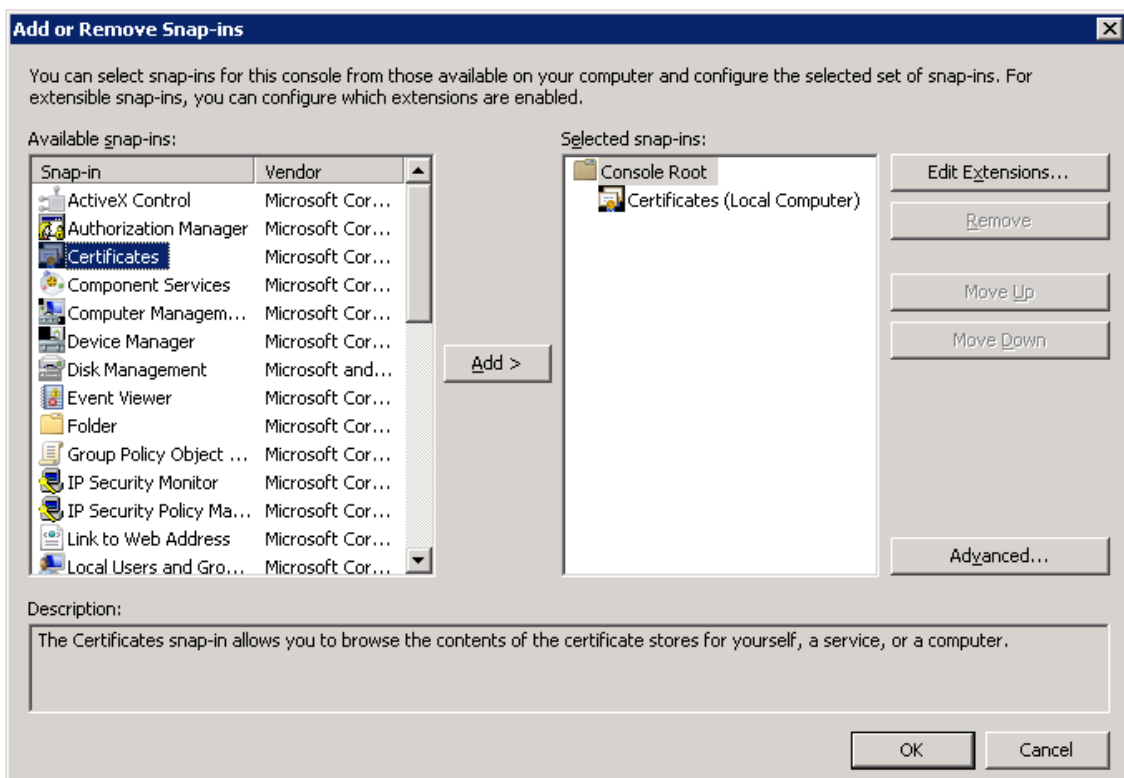 Add or Remove Snap-ins
You can select snap-ins for this console from those available on your computer and configure the selected set of snap-ins. For
extensible snap-ins, you can configure which extensions are enabled.
Available snap-ins:
Snap-in Vendor
ActiveX Control Microsoft Cor...
Authorization Manager Microsoft Cor...
Certificates Microsoft Cor...
Component Services Microsoft Cor...
Computer Managem... Microsoft Cor...
Device Manager Microsoft Cor...
Disk Management Microsoft and...
Event Viewer Microsoft Cor...
Folder Microsoft Cor...
Group Policy Object ... Microsoft Cor...
IP Security Monitor Microsoft Cor...
IP Security Policy Ma... Microsoft Cor...
Link to Web Address Microsoft Cor...
Local Users and Gro... Microsoft Cor...
Add >
Selected snap-ins:
Console Root
Certificates (Local Computer)
Edit Extensions...
Remove
Move Up
Move Down
Advanced...
Description:
The Certificates snap-in allows you to browse the contents of the certificate stores for yourself, a service, or a computer.
OK Cancel